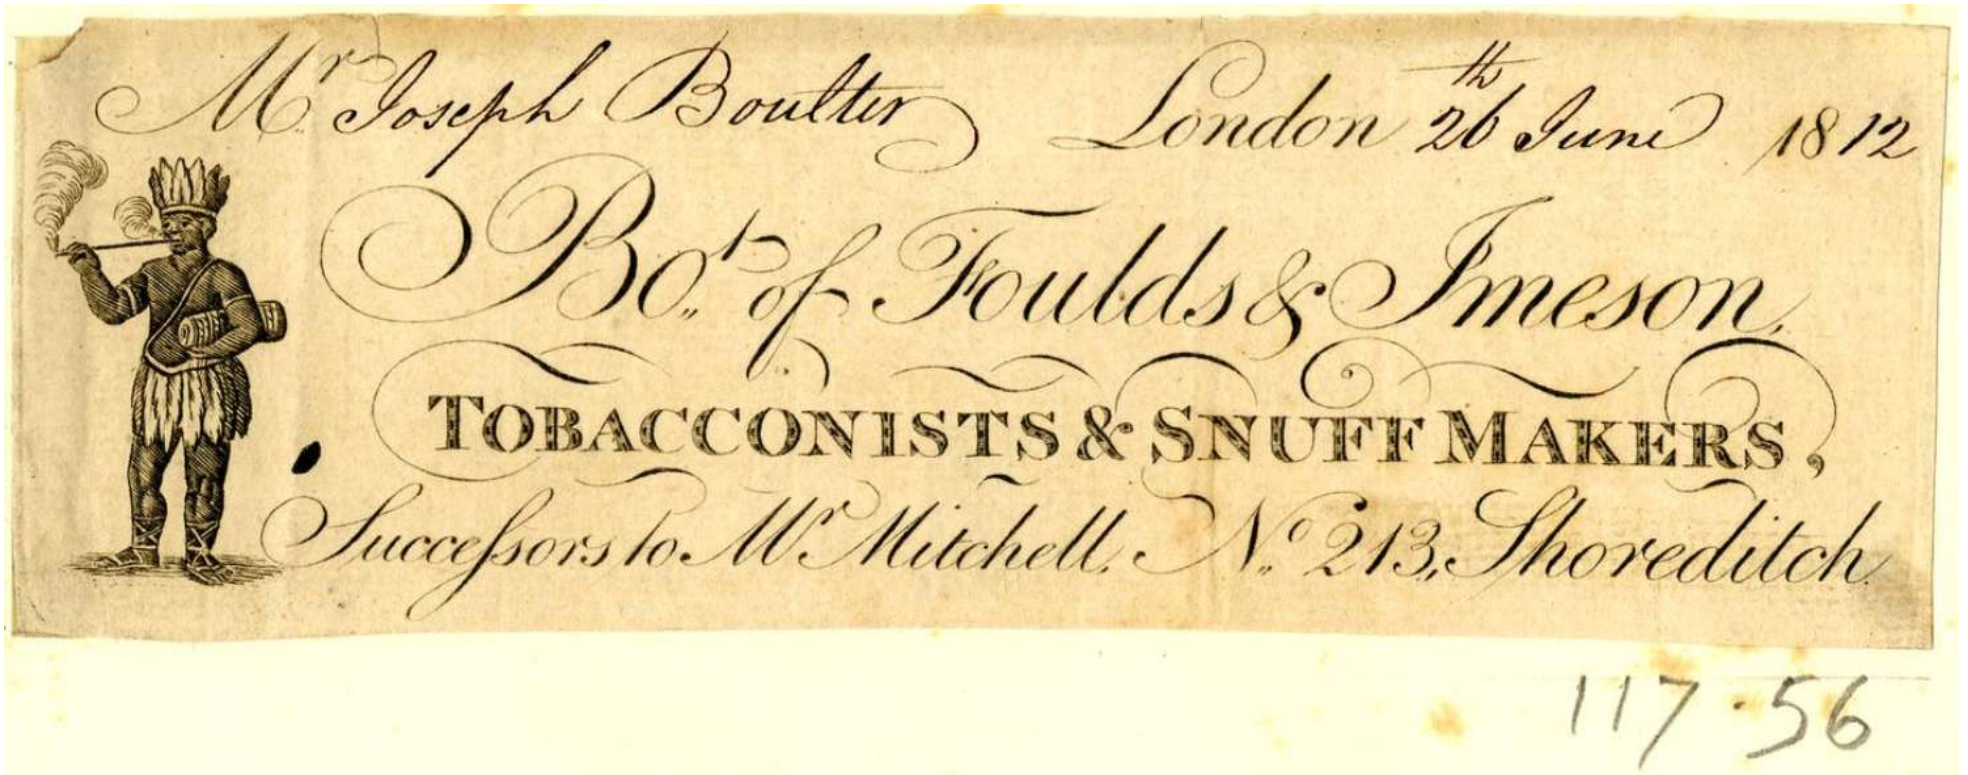 Mr Joseph Boulter London 26th June 1812
Bot. of Foulds & Imeson.
TOBACCONISTS & SNUFF MAKERS,
Succeſsors to Mr Mitchell. No. 213, Shoreditch.
117.56